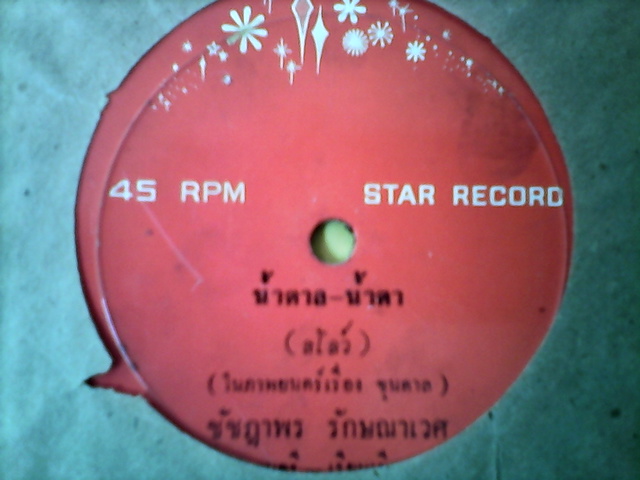 45 RPM STAR RECORD
น้ำตาล-น้ำตา
(สโลว์)
(ในภาพยนตร์เรื่อง ขุนตาล)
ชัชฎาพร รักษณาเวศ